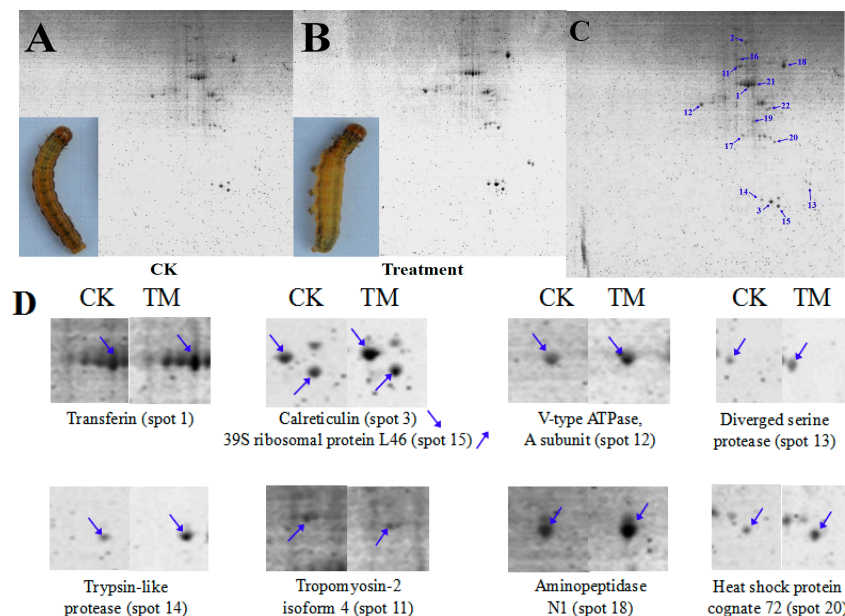 A
B
C
2
16
11
18
21
1
12
22
19
17
20
14
13
3
15
CK
Treatment
D
CK TM
CK TM
CK TM
CK TM
Transferin (spot 1)
Calreticulin (spot 3)
39S ribosomal protein L46 (spot 15)
V-type ATPase,
A subunit (spot 12)
Diverged serine
protease (spot 13)
Trypsin-like
protease (spot 14)
Tropomyosin-2
isoform 4 (spot 11)
Aminopeptidase
N1 (spot 18)
Heat shock protein
cognate 72 (spot 20)